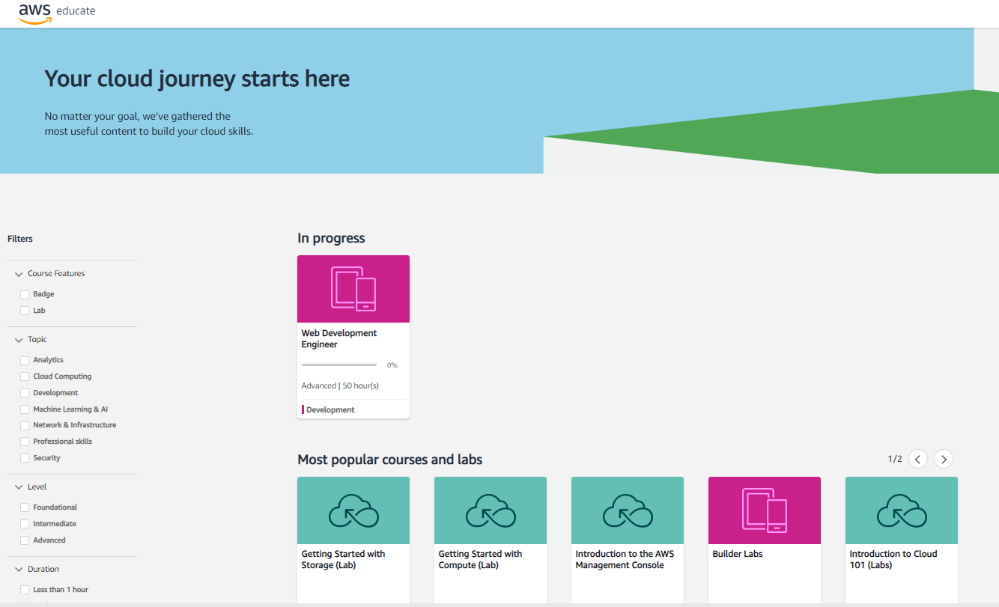 aws educate
Your cloud journey starts here
No matter your goal, we've gathered the
most useful content to build your cloud skills.
Filters
Course Features
Badge
Lab
Topic
Analytics
Cloud Computing
Development
Machine Learning & AI
Network & Infrastructure
Professional skills
Security
Level
Foundational
Intermediate
Advanced
Duration
Less than 1 hour
In progress
Web Development
Engineer
0%
Advanced | 50 hour(s)
Development
Most popular courses and labs
1/2
Getting Started with
Storage (Lab)
Getting Started with
Compute (Lab)
Introduction to the AWS
Management Console
Builder Labs
Introduction to Cloud
101 (Labs)